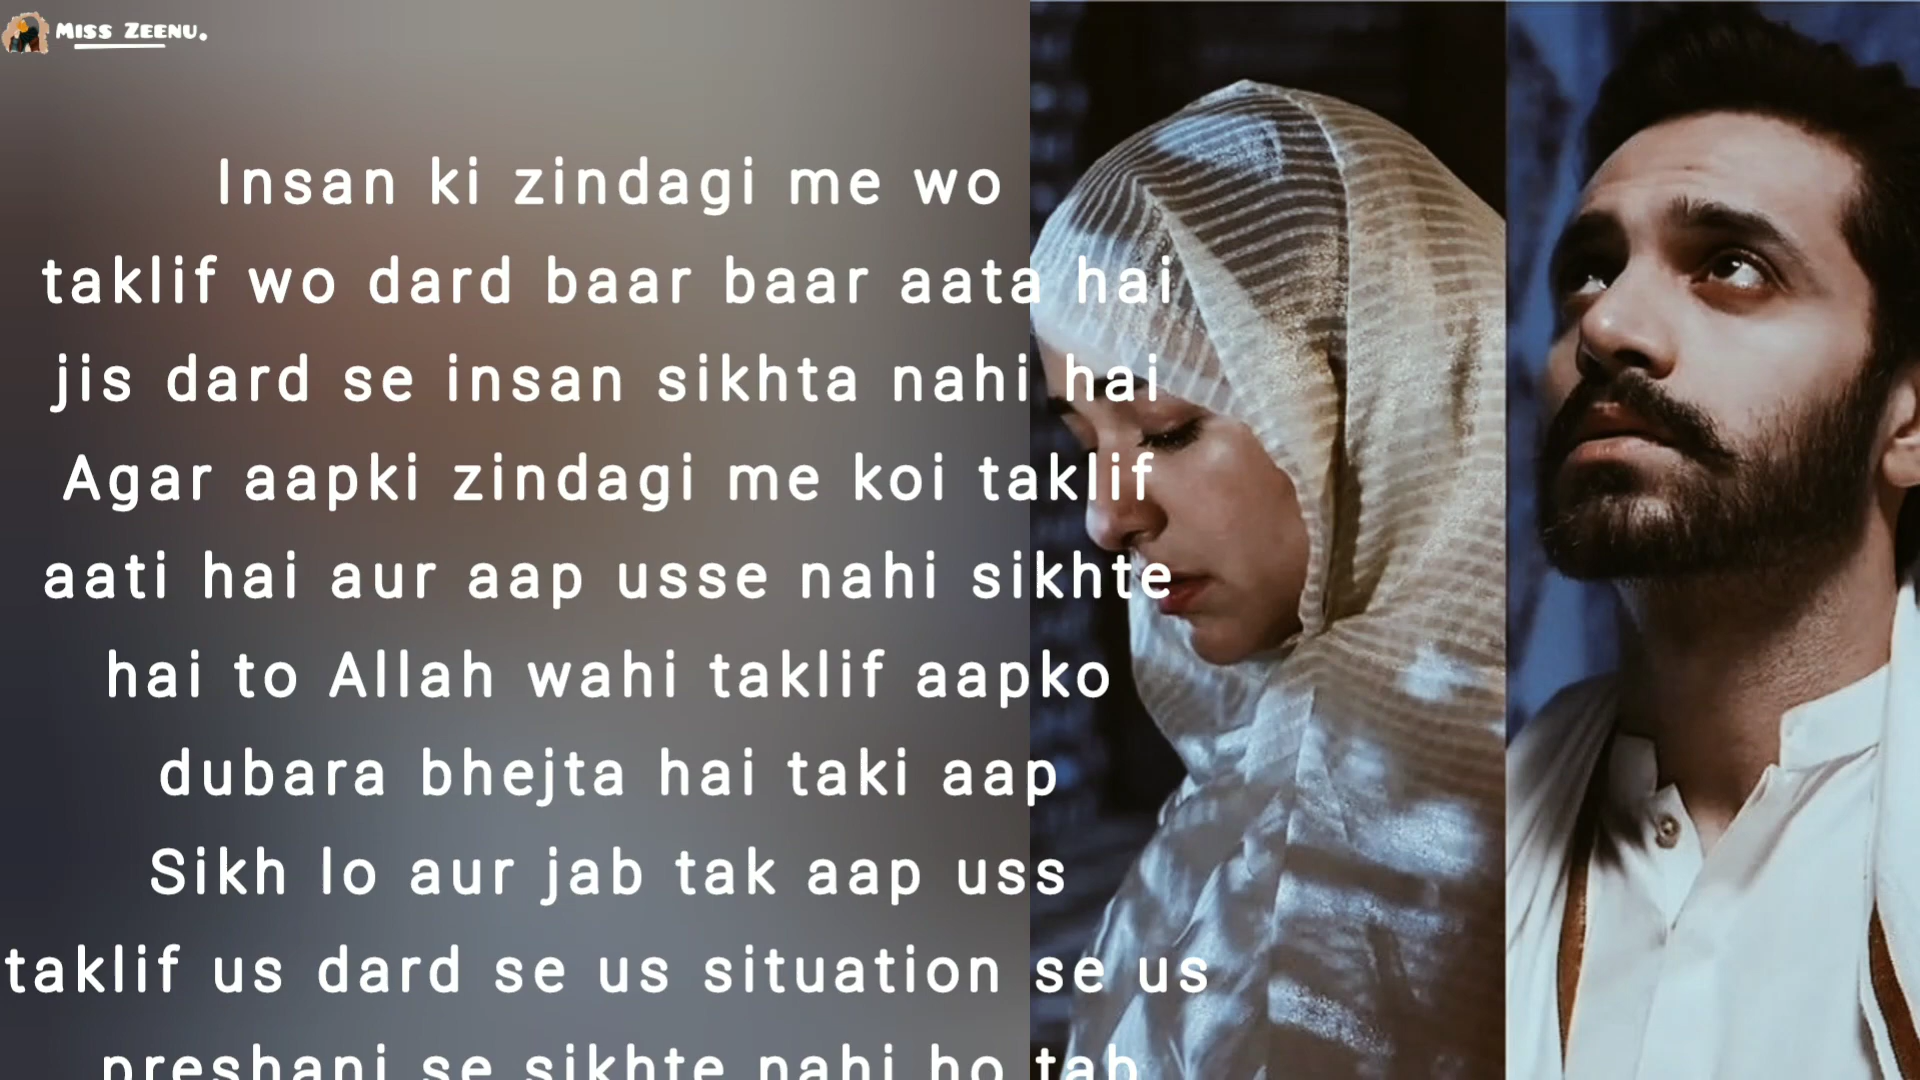 Miss Zeenu.
Insan ki zindagi me wo
taklif wo dard baar baar aata hai
jis dard se insan sikhta nahi hai
Agar aapki zindagi me koi taklif
aati hai aur aap usse nahi sikhte
hai to Allah wahi taklif aapko
dubara bhejta hai taki aap
Sikh lo aur jab tak aap uss
taklif us dard se us situation se us
preshani se sikhte nahi ho tab